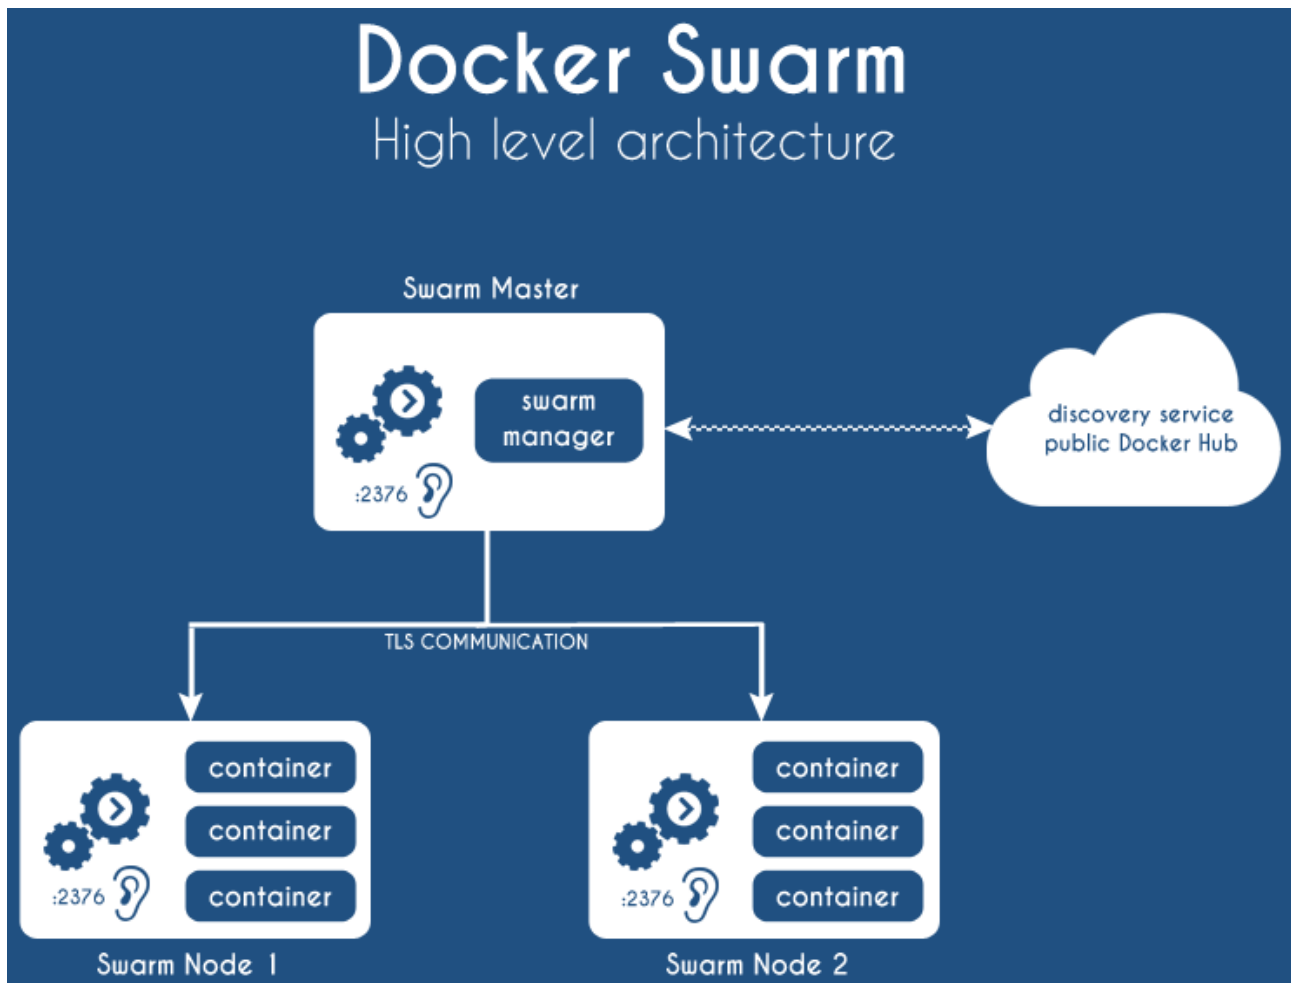 Docker Swarm
High level architecture
Swarm Master
swarm
manager
:2376
discovery service
public Docker Hub
TLS COMMUNICATION
container
container
container
:2376
Swarm Node 1
container
container
container
:2376
Swarm Node 2